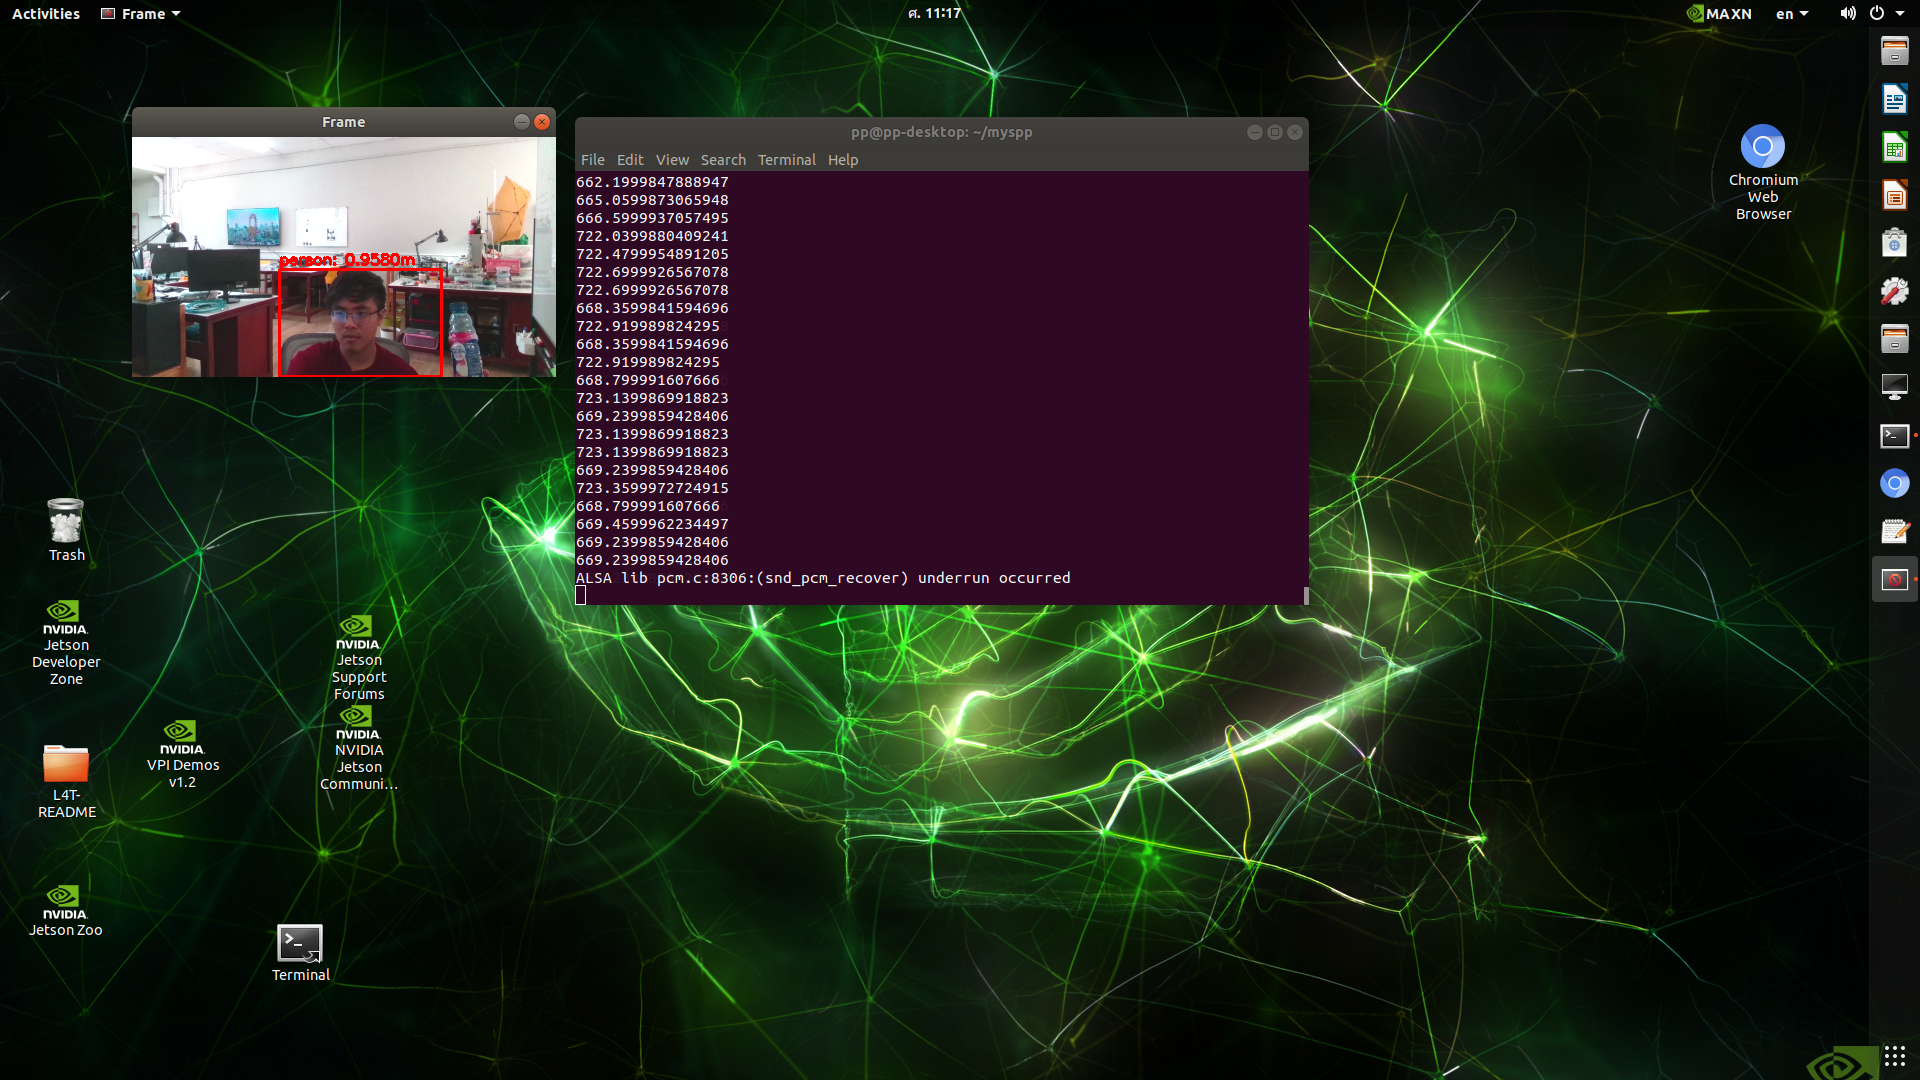 Activities
Frame
ศ. 11:17
MAXN
en
Frame
person: 0.9580m
pp@pp-desktop: ~/myspp
File Edit View Search Terminal Help
662.1999847888947
665.0599873065948
666.5999937057495
722.0399880409241
722.4799954891205
722.6999926567078
722.6999926567078
668.3599841594696
722.919989824295
668.3599841594696
722.919989824295
668.799991607666
723.1399869918823
669.2399859428406
723.1399869918823
723.1399869918823
669.2399859428406
723.3599972724915
668.799991607666
669.4599962234497
669.2399859428406
669.2399859428406
ALSA lib pcm.c:8306:(snd_pcm_recover) underrun occurred
Chromium
Web
Browser
Trash
NVIDIA.
Jetson
Developer
Zone
NVIDIA.
Jetson
Support
Forums
NVIDIA.
NVIDIA
Jetson
Communi...
NVIDIA.
VPI Demos
v1.2
L4T-
README
NVIDIA.
Jetson Zoo
Terminal